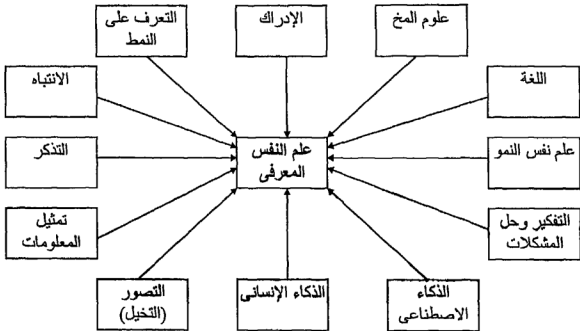 علوم المخ
الإدراك
التعرف على
النمط
اللغة
الانتباه
علم النفس
المعرفى
علم نفس النمو
التذكر
التفكير وحل
المشكلات
تمثيل
المعلومات
الذكاء
الاصطناعى
الذكاء الإنسانى
التصور
(التخيل)